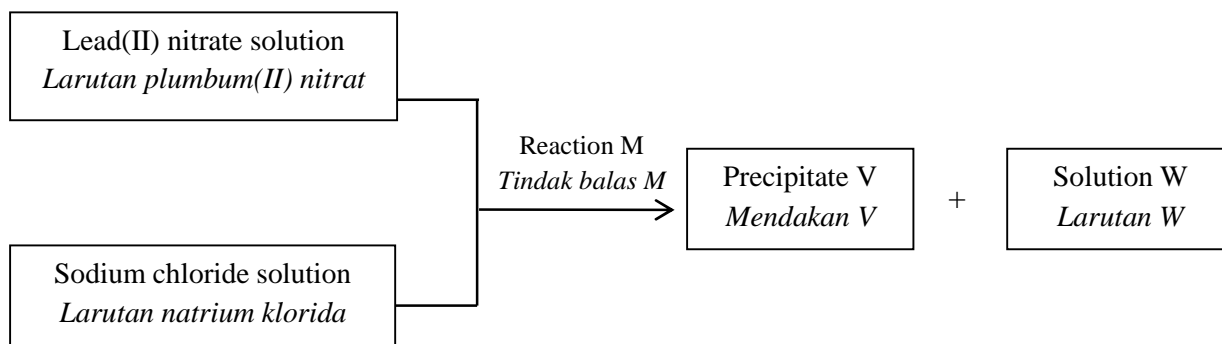 Lead(II) nitrate solution
Larutan plumbum(II) nitrat
Reaction M
Tindak balas M
Precipitate V
Mendakan V
+
Solution W
Larutan W
Sodium chloride solution
Larutan natrium klorida